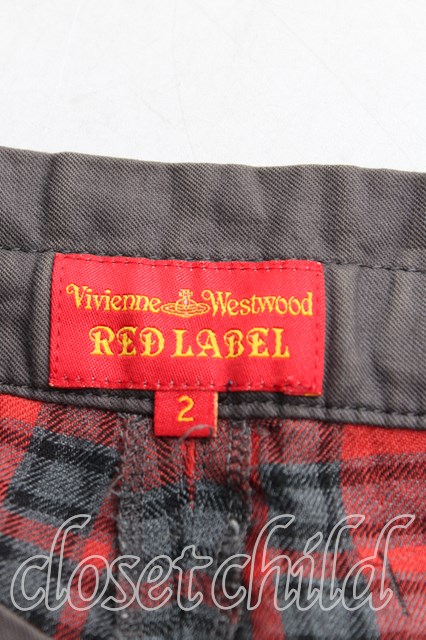 Vivienne Westwood
RED LABEL
2
closetchild